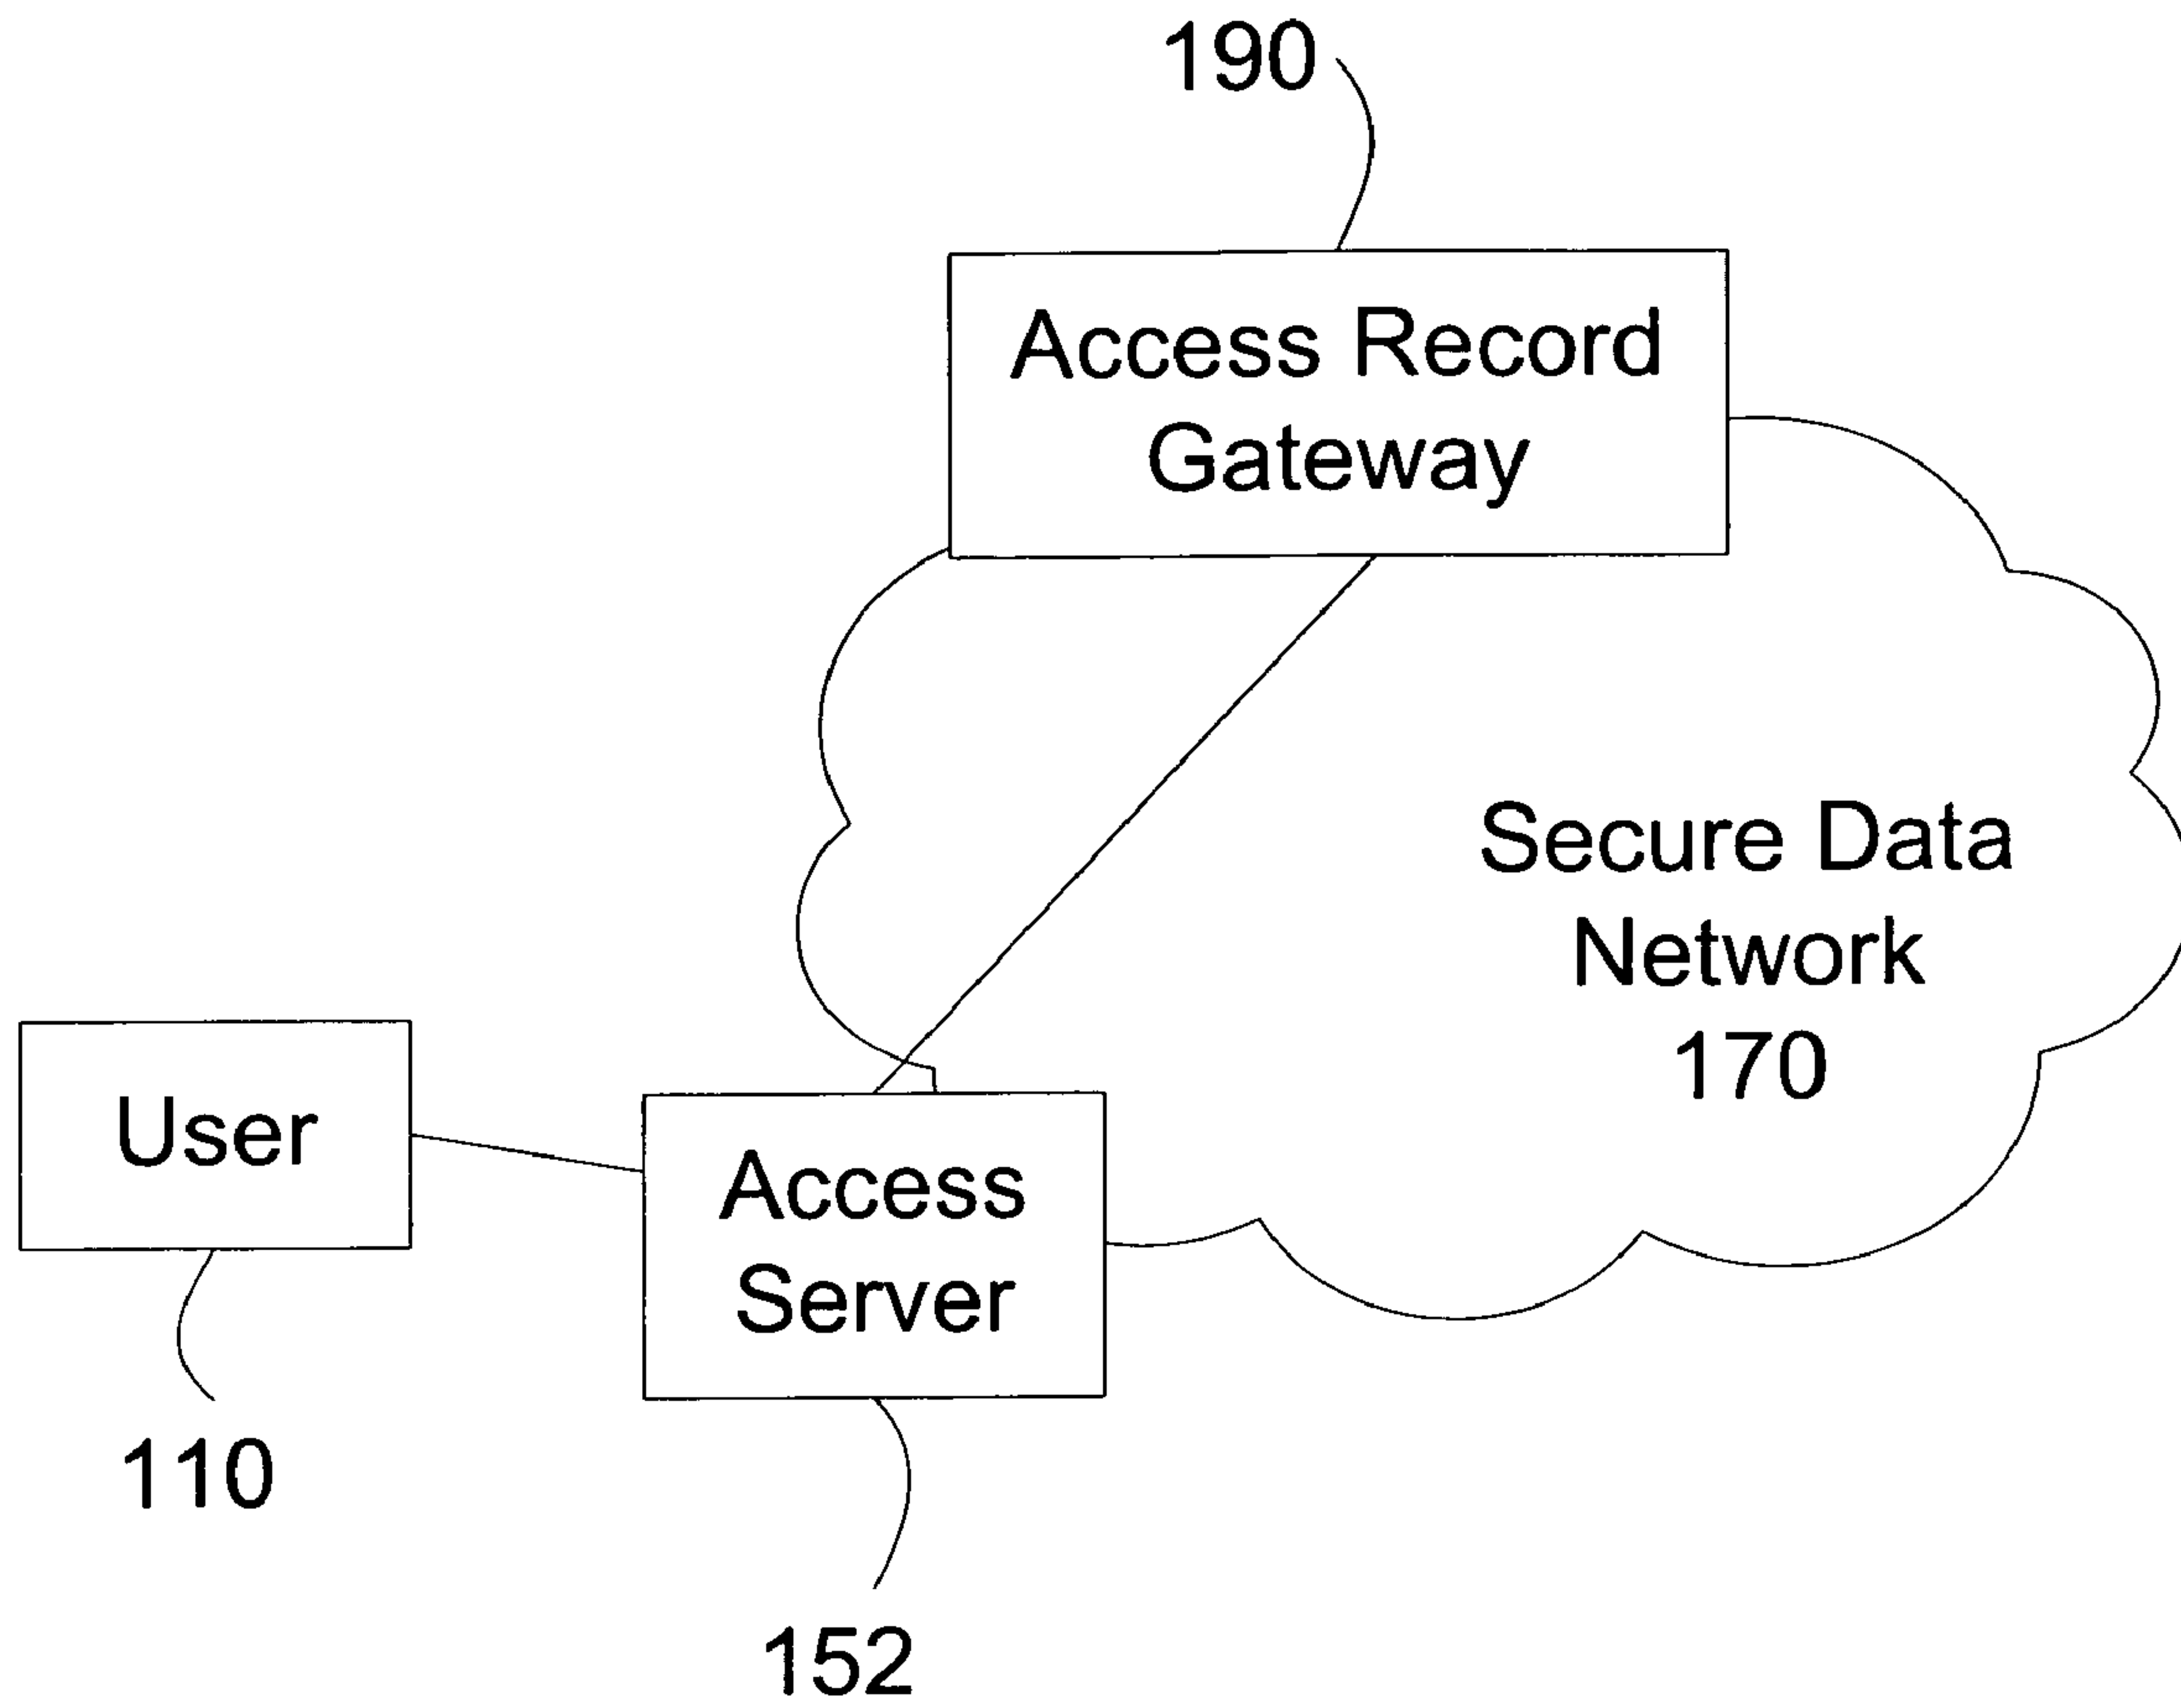 190
Access Record
Gateway
Secure Data
Network
170
User
Access
Server
110
152